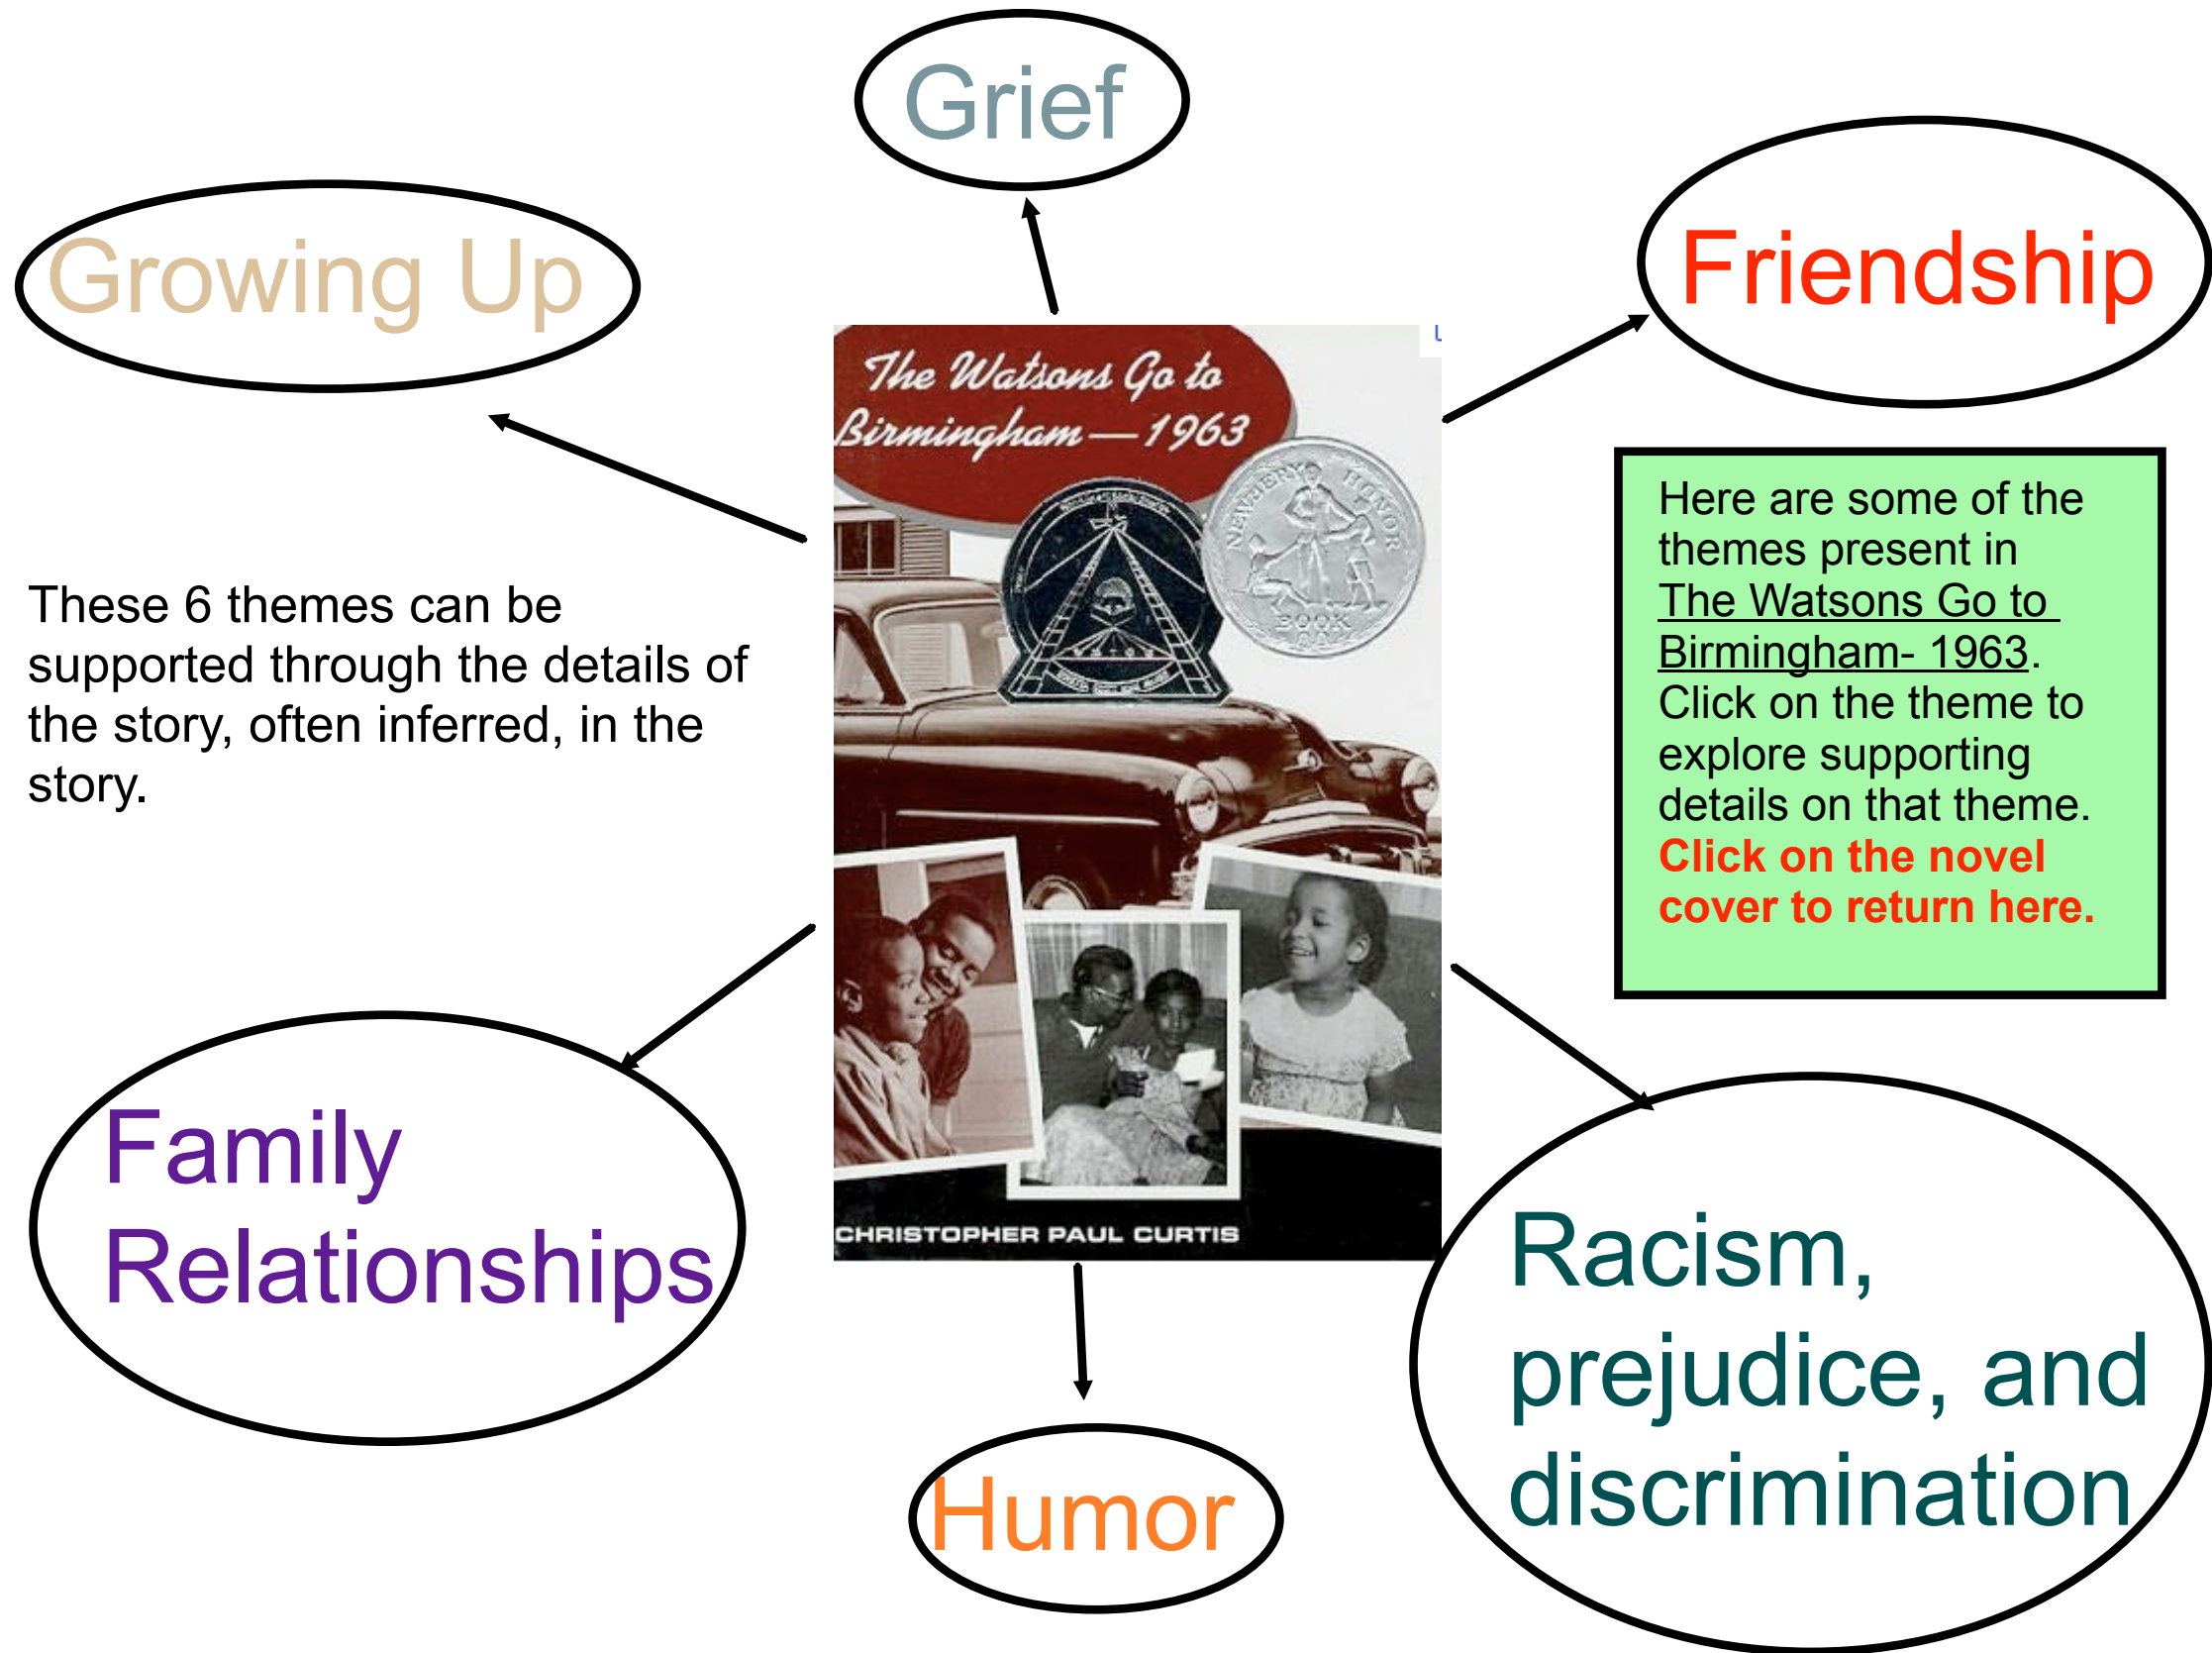 Grief
Growing Up
Friendship
The Watsons Go to
Birmingham — 1963
NEWBERY HONOR
BOOK
Here are some of the
themes present in
The Watsons Go to
Birmingham- 1963.
Click on the theme to
explore supporting
details on that theme.
Click on the novel
cover to return here.
These 6 themes can be
supported through the details of
the story, often inferred, in the
story.
Family
Relationships
CHRISTOPHER PAUL CURTIS
Racism,
prejudice, and
discrimination
Humor